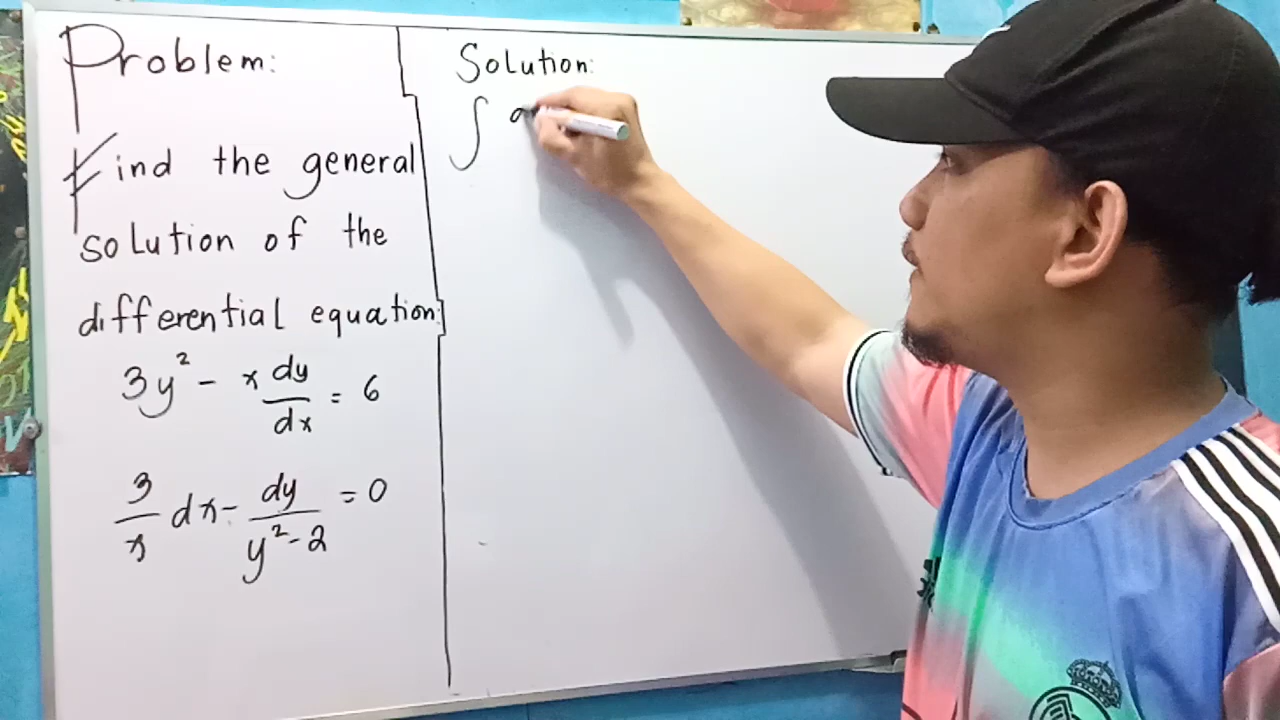 Problem:
Find the general
solution of the
differential equation:
3y² - x dy/dx = 6
3/x dx - dy/(y² - 2) = 0
Solution:
∫